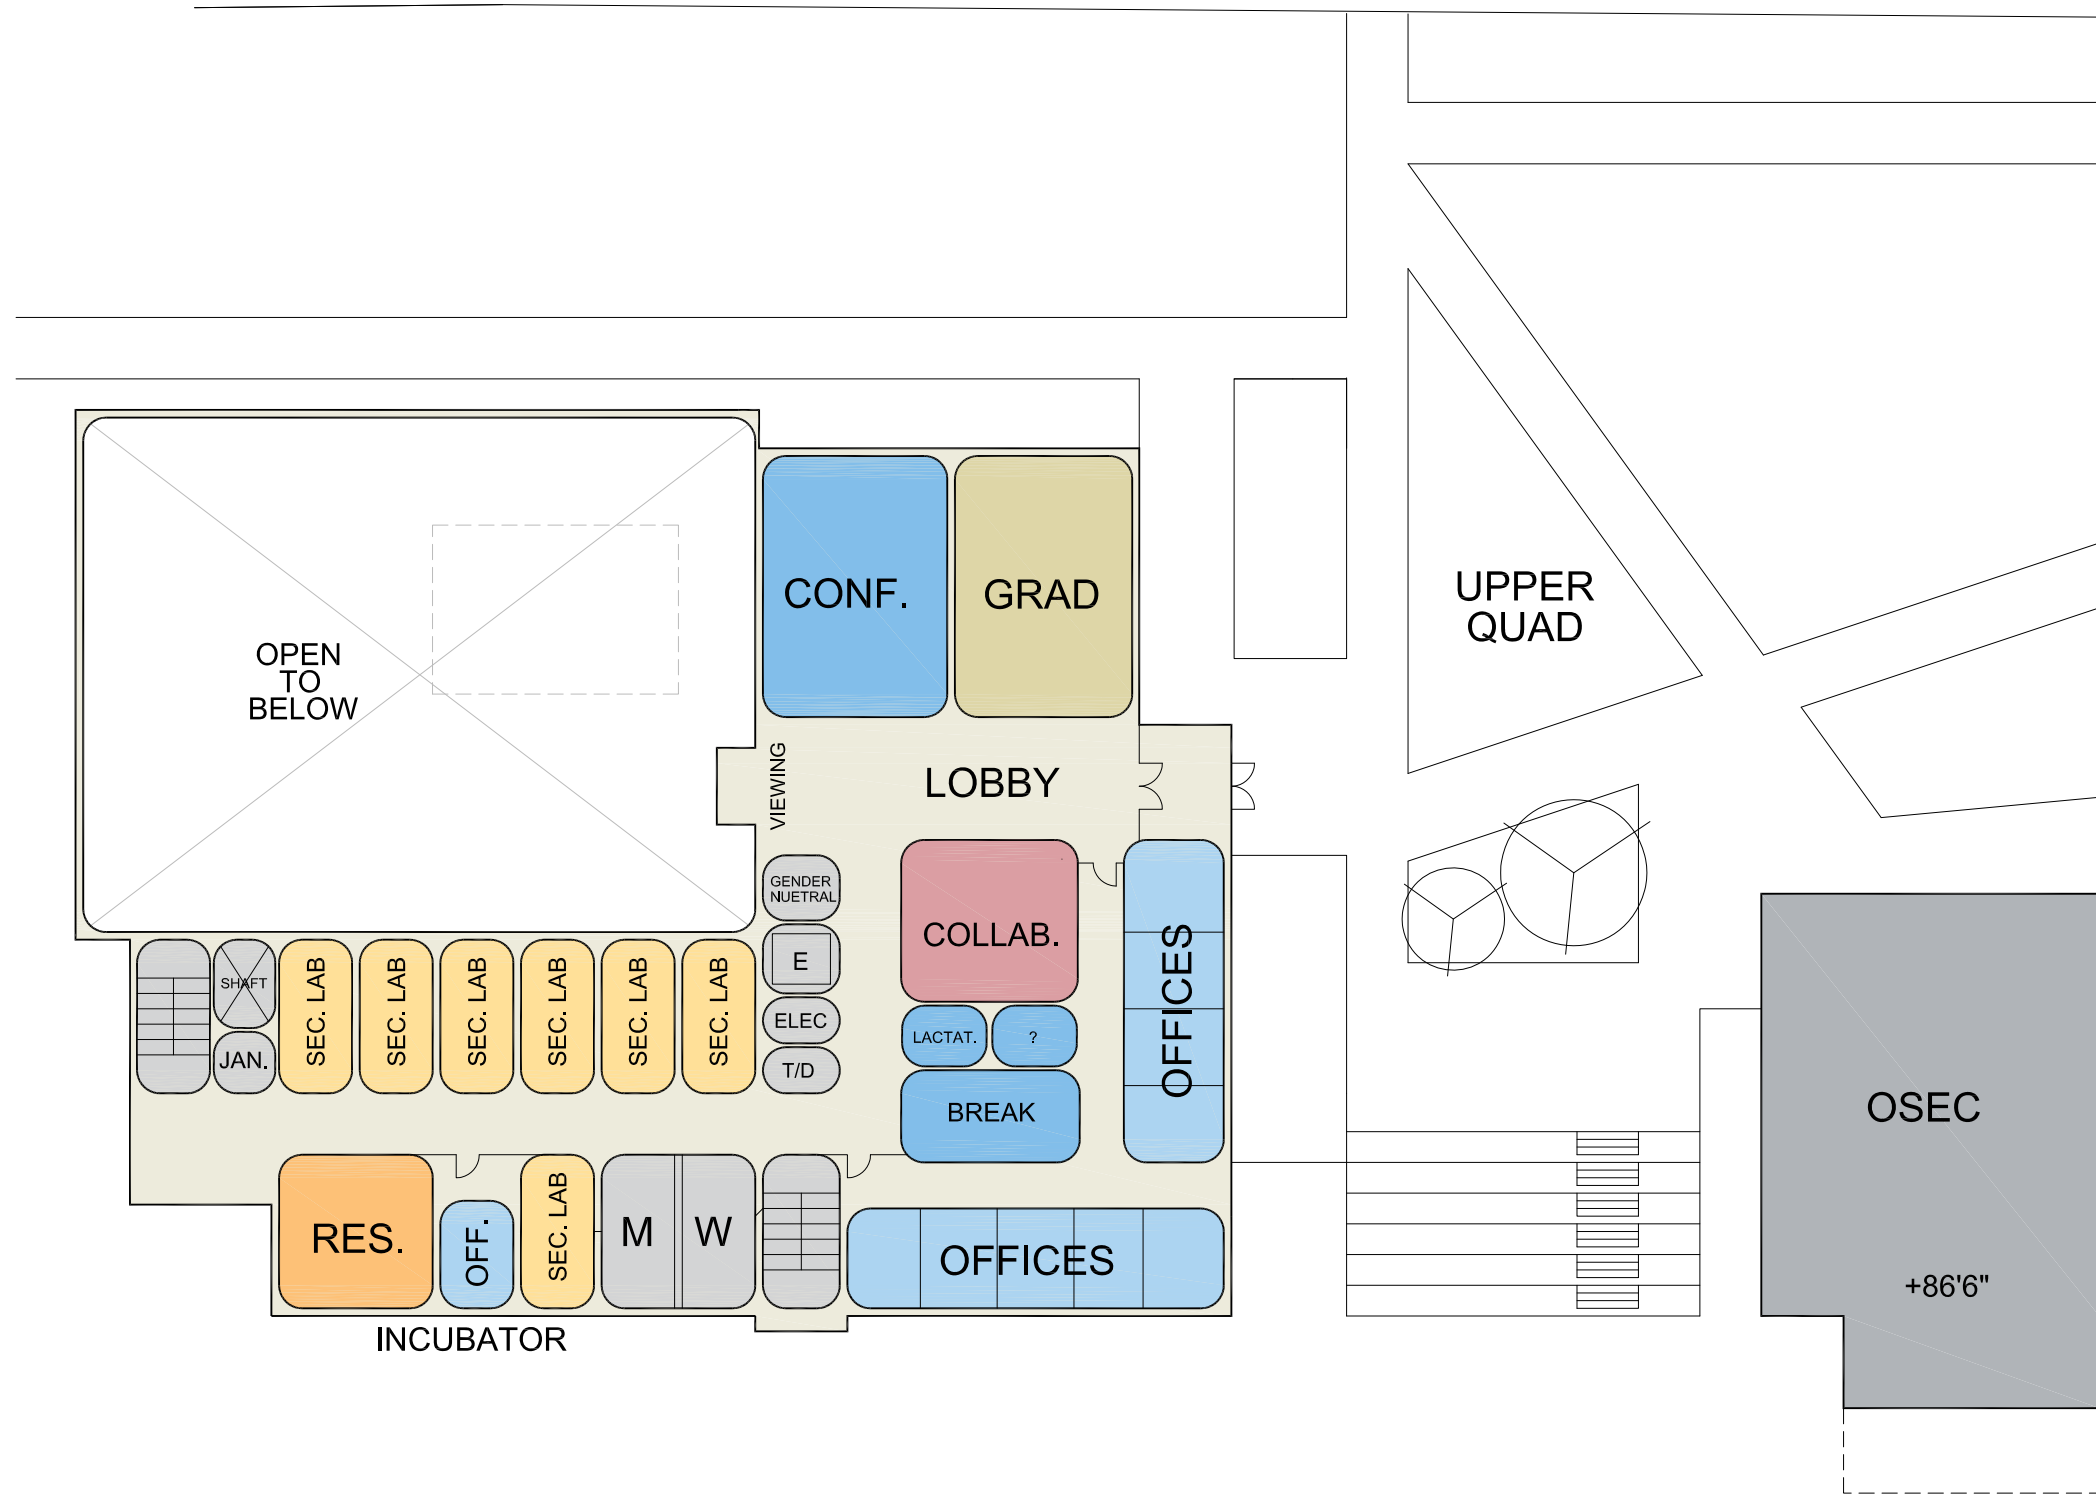 UPPER
QUAD
CONF.
GRAD
OPEN
TO
BELOW
VIEWING
LOBBY
GENDER
NUETRAL
COLLAB.
E
SHAFT
SEC. LAB
SEC. LAB
SEC. LAB
SEC. LAB
SEC. LAB
SEC. LAB
ELEC
LACTAT.
?
OFFICES
JAN.
T/D
BREAK
OSEC
RES.
OFF.
SEC. LAB
M
W
OFFICES
+86'6"
INCUBATOR